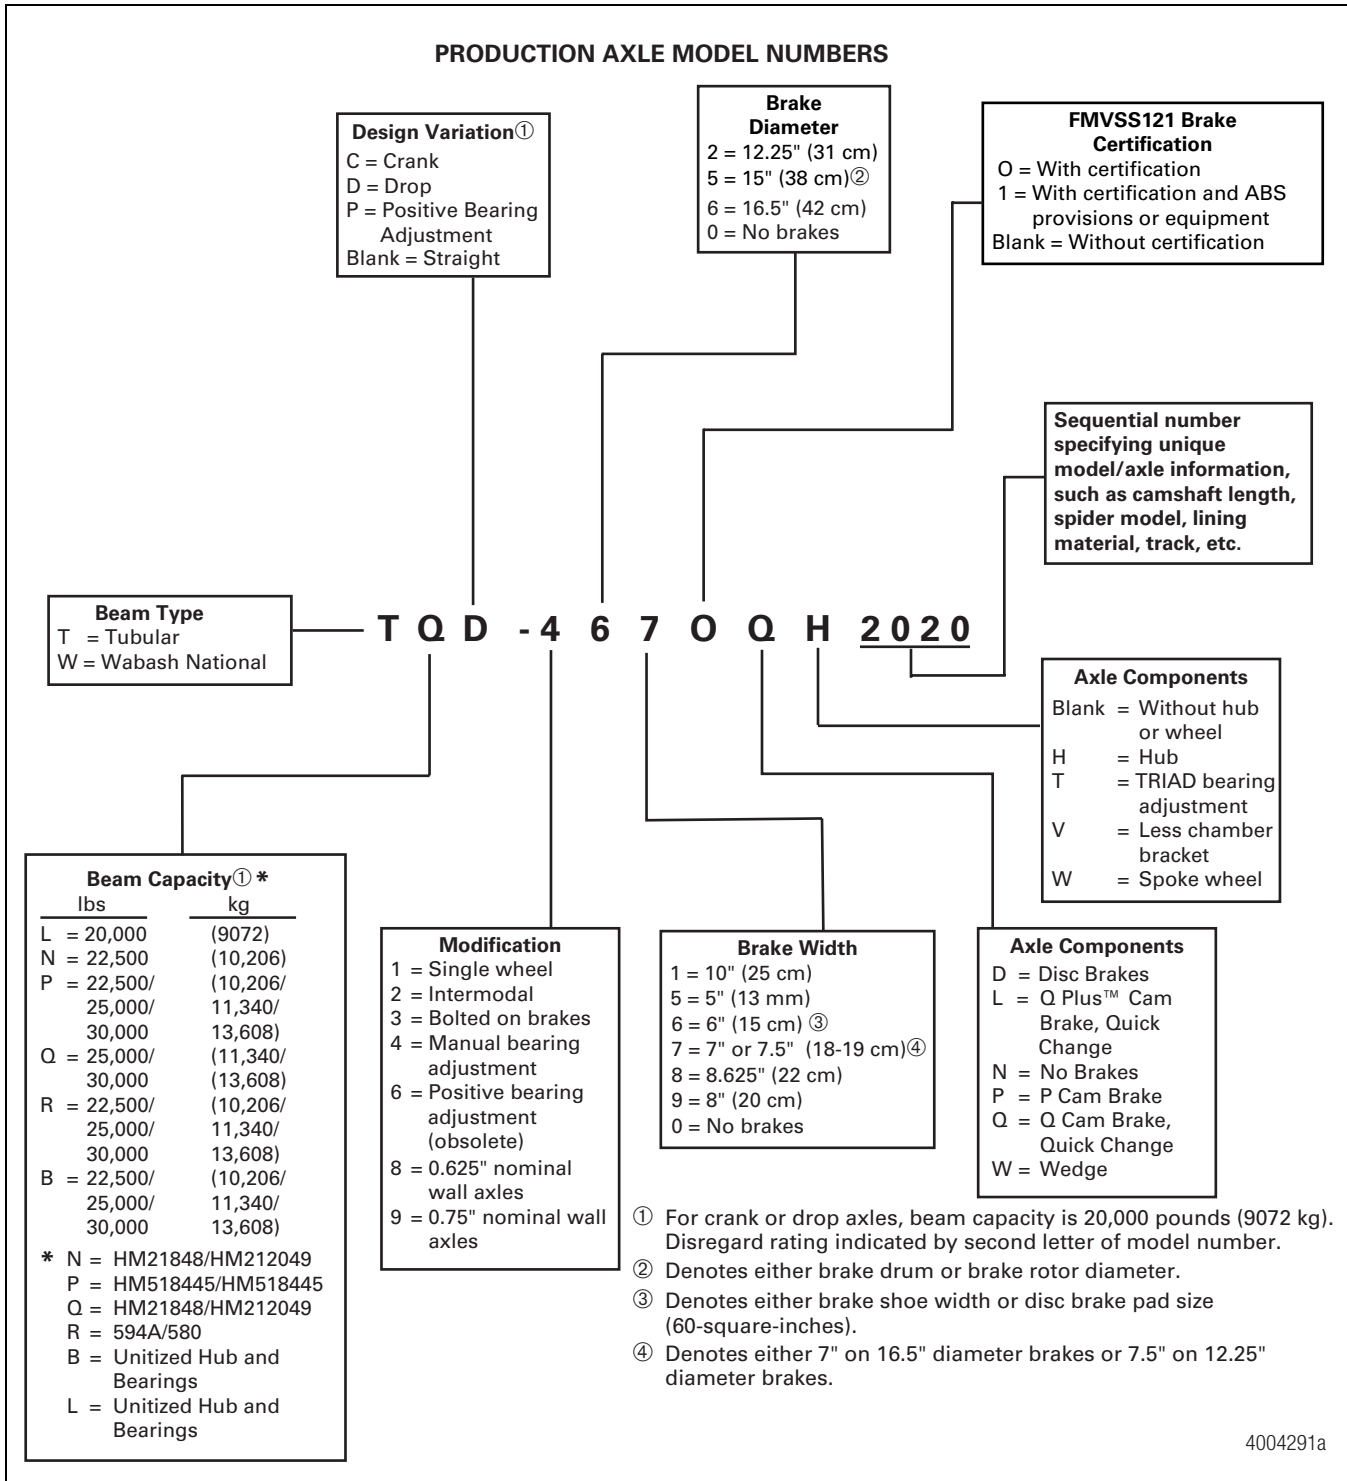 PRODUCTION AXLE MODEL NUMBERS
Design Variation①
C = Crank
D = Drop
P = Positive Bearing
Adjustment
Blank = Straight
Brake
Diameter
2 = 12.25" (31 cm)
5 = 15" (38 cm)②
6 = 16.5" (42 cm)
0 = No brakes
FMVSS121 Brake
Certification
O = With certification
1 = With certification and ABS
provisions or equipment
Blank = Without certification
Sequential number
specifying unique
model/axle information,
such as camshaft length,
spider model, lining
material, track, etc.
Beam Type
T = Tubular
W = Wabash National
T Q D - 4 6 7 O Q H 2 0 2 0
Axle Components
Blank = Without hub
or wheel
H = Hub
T = TRIAD bearing
adjustment
V = Less chamber
bracket
W = Spoke wheel
Beam Capacity① *
lbs kg
L = 20,000 (9072)
N = 22,500 (10,206)
P = 22,500/ (10,206/
25,000/ 11,340/
30,000 13,608)
Q = 25,000/ (11,340/
30,000 (13,608)
R = 22,500/ (10,206/
25,000/ 11,340/
30,000 13,608)
B = 22,500/ (10,206/
25,000/ 11,340/
30,000 13,608)
* N = HM21848/HM212049
P = HM518445/HM518445
Q = HM21848/HM212049
R = 594A/580
B = Unitized Hub and
Bearings
L = Unitized Hub and
Bearings
Modification
1 = Single wheel
2 = Intermodal
3 = Bolted on brakes
4 = Manual bearing
adjustment
6 = Positive bearing
adjustment
(obsolete)
8 = 0.625" nominal
wall axles
9 = 0.75" nominal wall
axles
Brake Width
1 = 10" (25 cm)
5 = 5" (13 mm)
6 = 6" (15 cm) ③
7 = 7" or 7.5" (18-19 cm)④
8 = 8.625" (22 cm)
9 = 8" (20 cm)
0 = No brakes
Axle Components
D = Disc Brakes
L = Q Plus™ Cam
Brake, Quick
Change
N = No Brakes
P = P Cam Brake
Q = Q Cam Brake,
Quick Change
W = Wedge
① For crank or drop axles, beam capacity is 20,000 pounds (9072 kg).
Disregard rating indicated by second letter of model number.
② Denotes either brake drum or brake rotor diameter.
③ Denotes either brake shoe width or disc brake pad size
(60-square-inches).
④ Denotes either 7" on 16.5" diameter brakes or 7.5" on 12.25"
diameter brakes.
4004291a